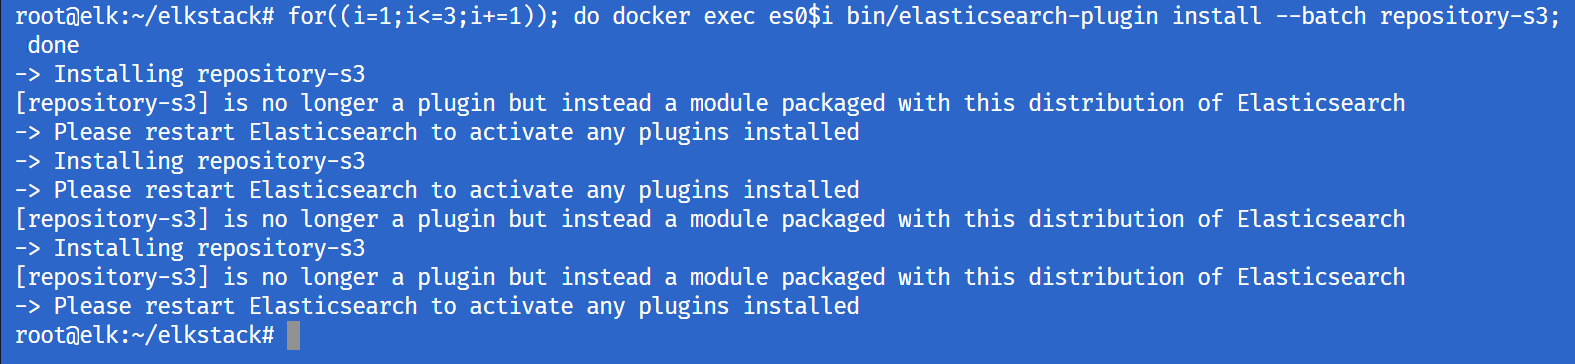 root@elk:~/elkstack# for((i=1;i<=3;i+=1)); do docker exec es0$i bin/elasticsearch-plugin install --batch repository-s3;
 done
-> Installing repository-s3
[repository-s3] is no longer a plugin but instead a module packaged with this distribution of Elasticsearch
-> Please restart Elasticsearch to activate any plugins installed
-> Installing repository-s3
-> Please restart Elasticsearch to activate any plugins installed
[repository-s3] is no longer a plugin but instead a module packaged with this distribution of Elasticsearch
-> Installing repository-s3
[repository-s3] is no longer a plugin but instead a module packaged with this distribution of Elasticsearch
-> Please restart Elasticsearch to activate any plugins installed
root@elk:~/elkstack#